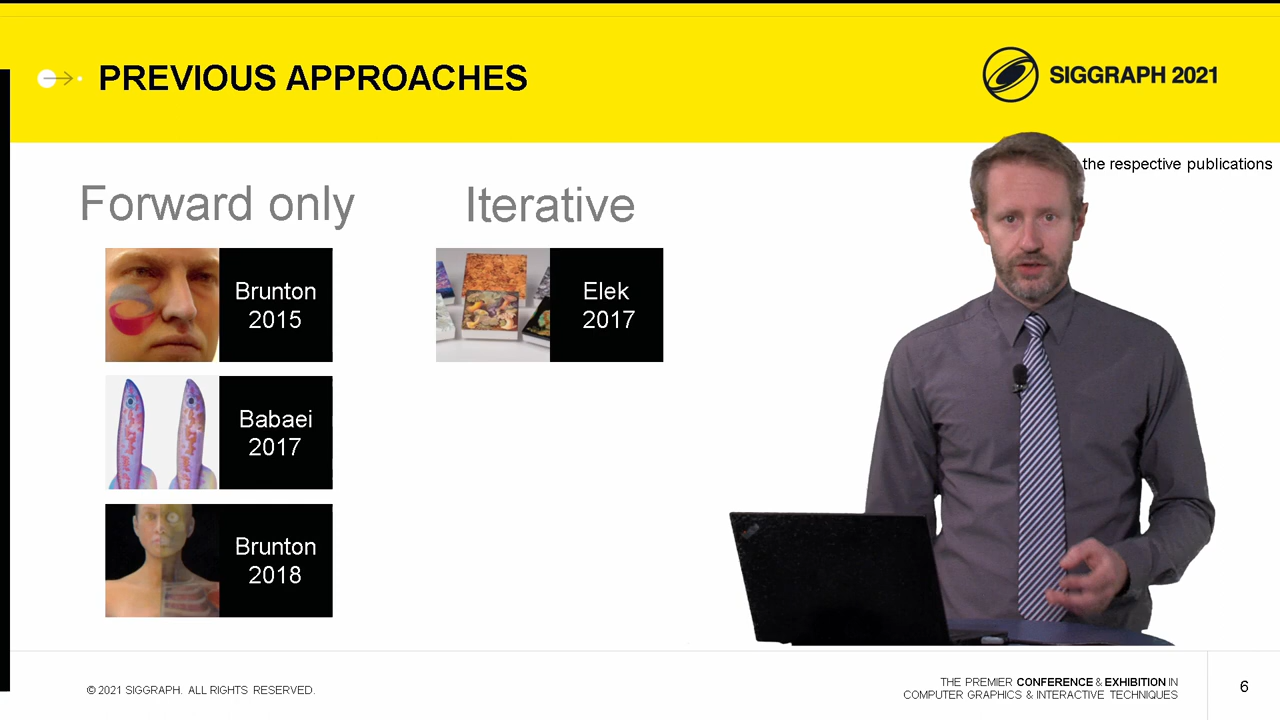 PREVIOUS APPROACHES
SIGGRAPH 2021
the respective publications
Forward only
Iterative
Brunton
2015
Elek
2017
Babaei
2017
Brunton
2018
© 2021 SIGGRAPH. ALL RIGHTS RESERVED.
THE PREMIER CONFERENCE & EXHIBITION IN
COMPUTER GRAPHICS & INTERACTIVE TECHNIQUES
6